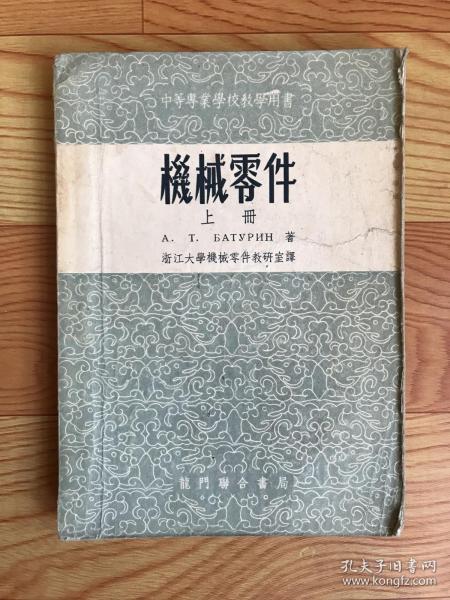 中等專業學校教學用書
機械零件
上冊
А. Т. БАТУРИН 著
浙江大學機械零件教研室譯
龍門聯合書局
孔夫子旧书网
www.kongfz.com